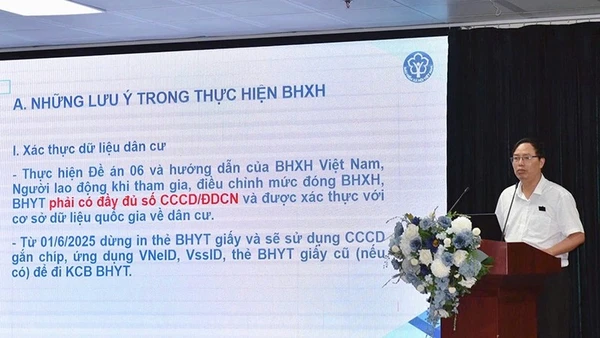 A. NHỮNG LƯU Ý TRONG THỰC HIỆN BHXH
I. Xác thực dữ liệu dân cư
- Thực hiện Đề án 06 và hướng dẫn của BHXH Việt Nam,
Người lao động khi tham gia, điều chỉnh mức đóng BHXH,
BHYT phải có đầy đủ số CCCD/ĐDCN và được xác thực với
cơ sở dữ liệu quốc gia về dân cư.
- Từ 01/6/2025 dừng in thẻ BHYT giấy và sẽ sử dụng CCCD
gắn chíp, ứng dụng VNeID, VssID, thẻ BHYT giấy cũ (nếu
có) để đi KCB BHYT.